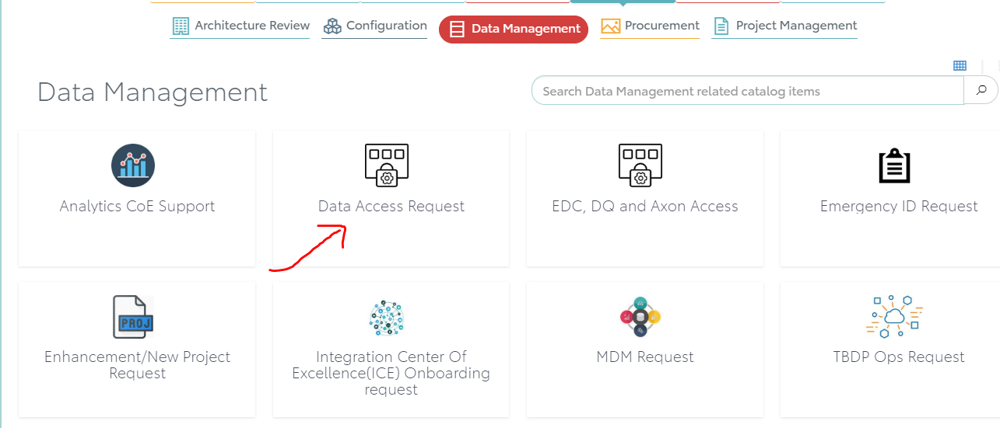 Architecture Review
Configuration
Data Management
Procurement
Project Management
Data Management
Search Data Management related catalog items
Analytics CoE Support
Data Access Request
EDC, DQ and Axon Access
Emergency ID Request
PROJ
Enhancement/New Project
Request
Integration Center Of
Excellence(ICE) Onboarding
request
MDM Request
TBDP Ops Request